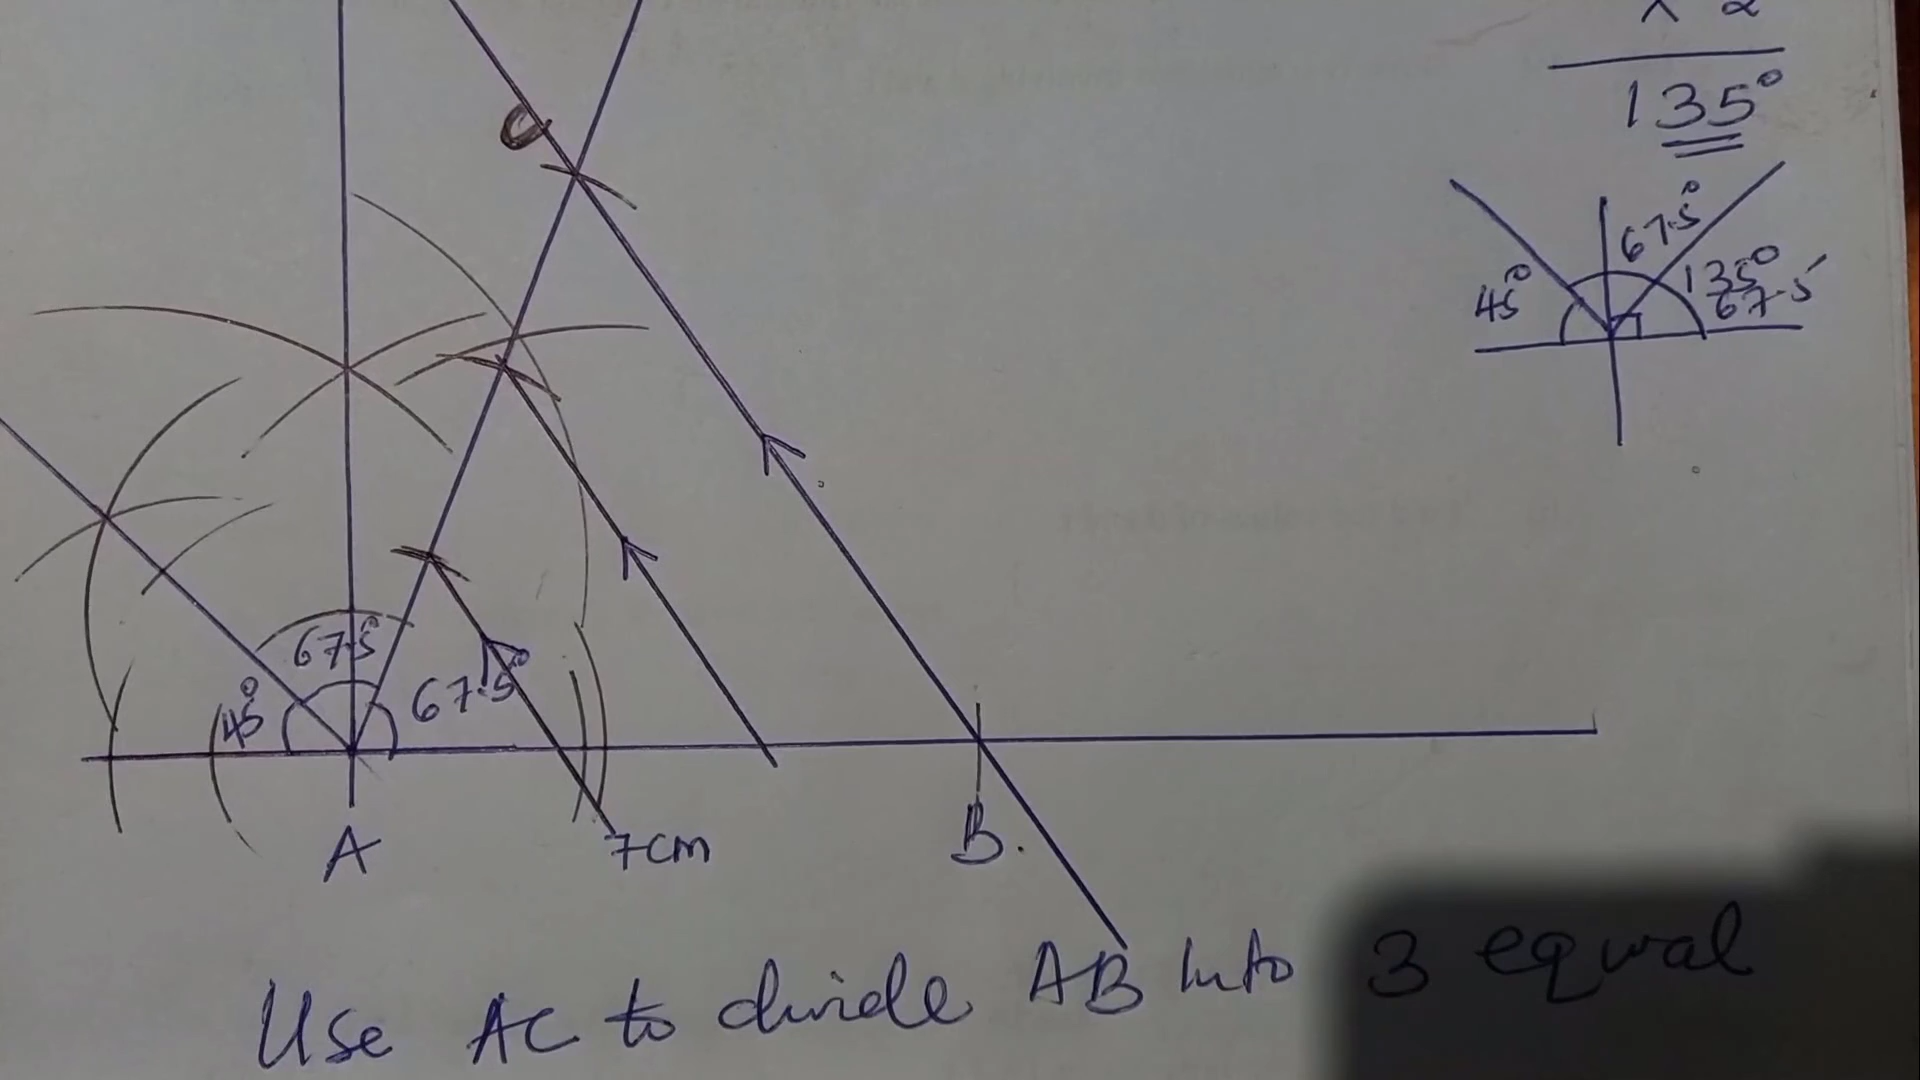 × 2
135°
67.5°
45°
135°
67.5
C
67.5°
45°
67.5°
A
7cm
B.
Use AC to divide AB into 3 equal